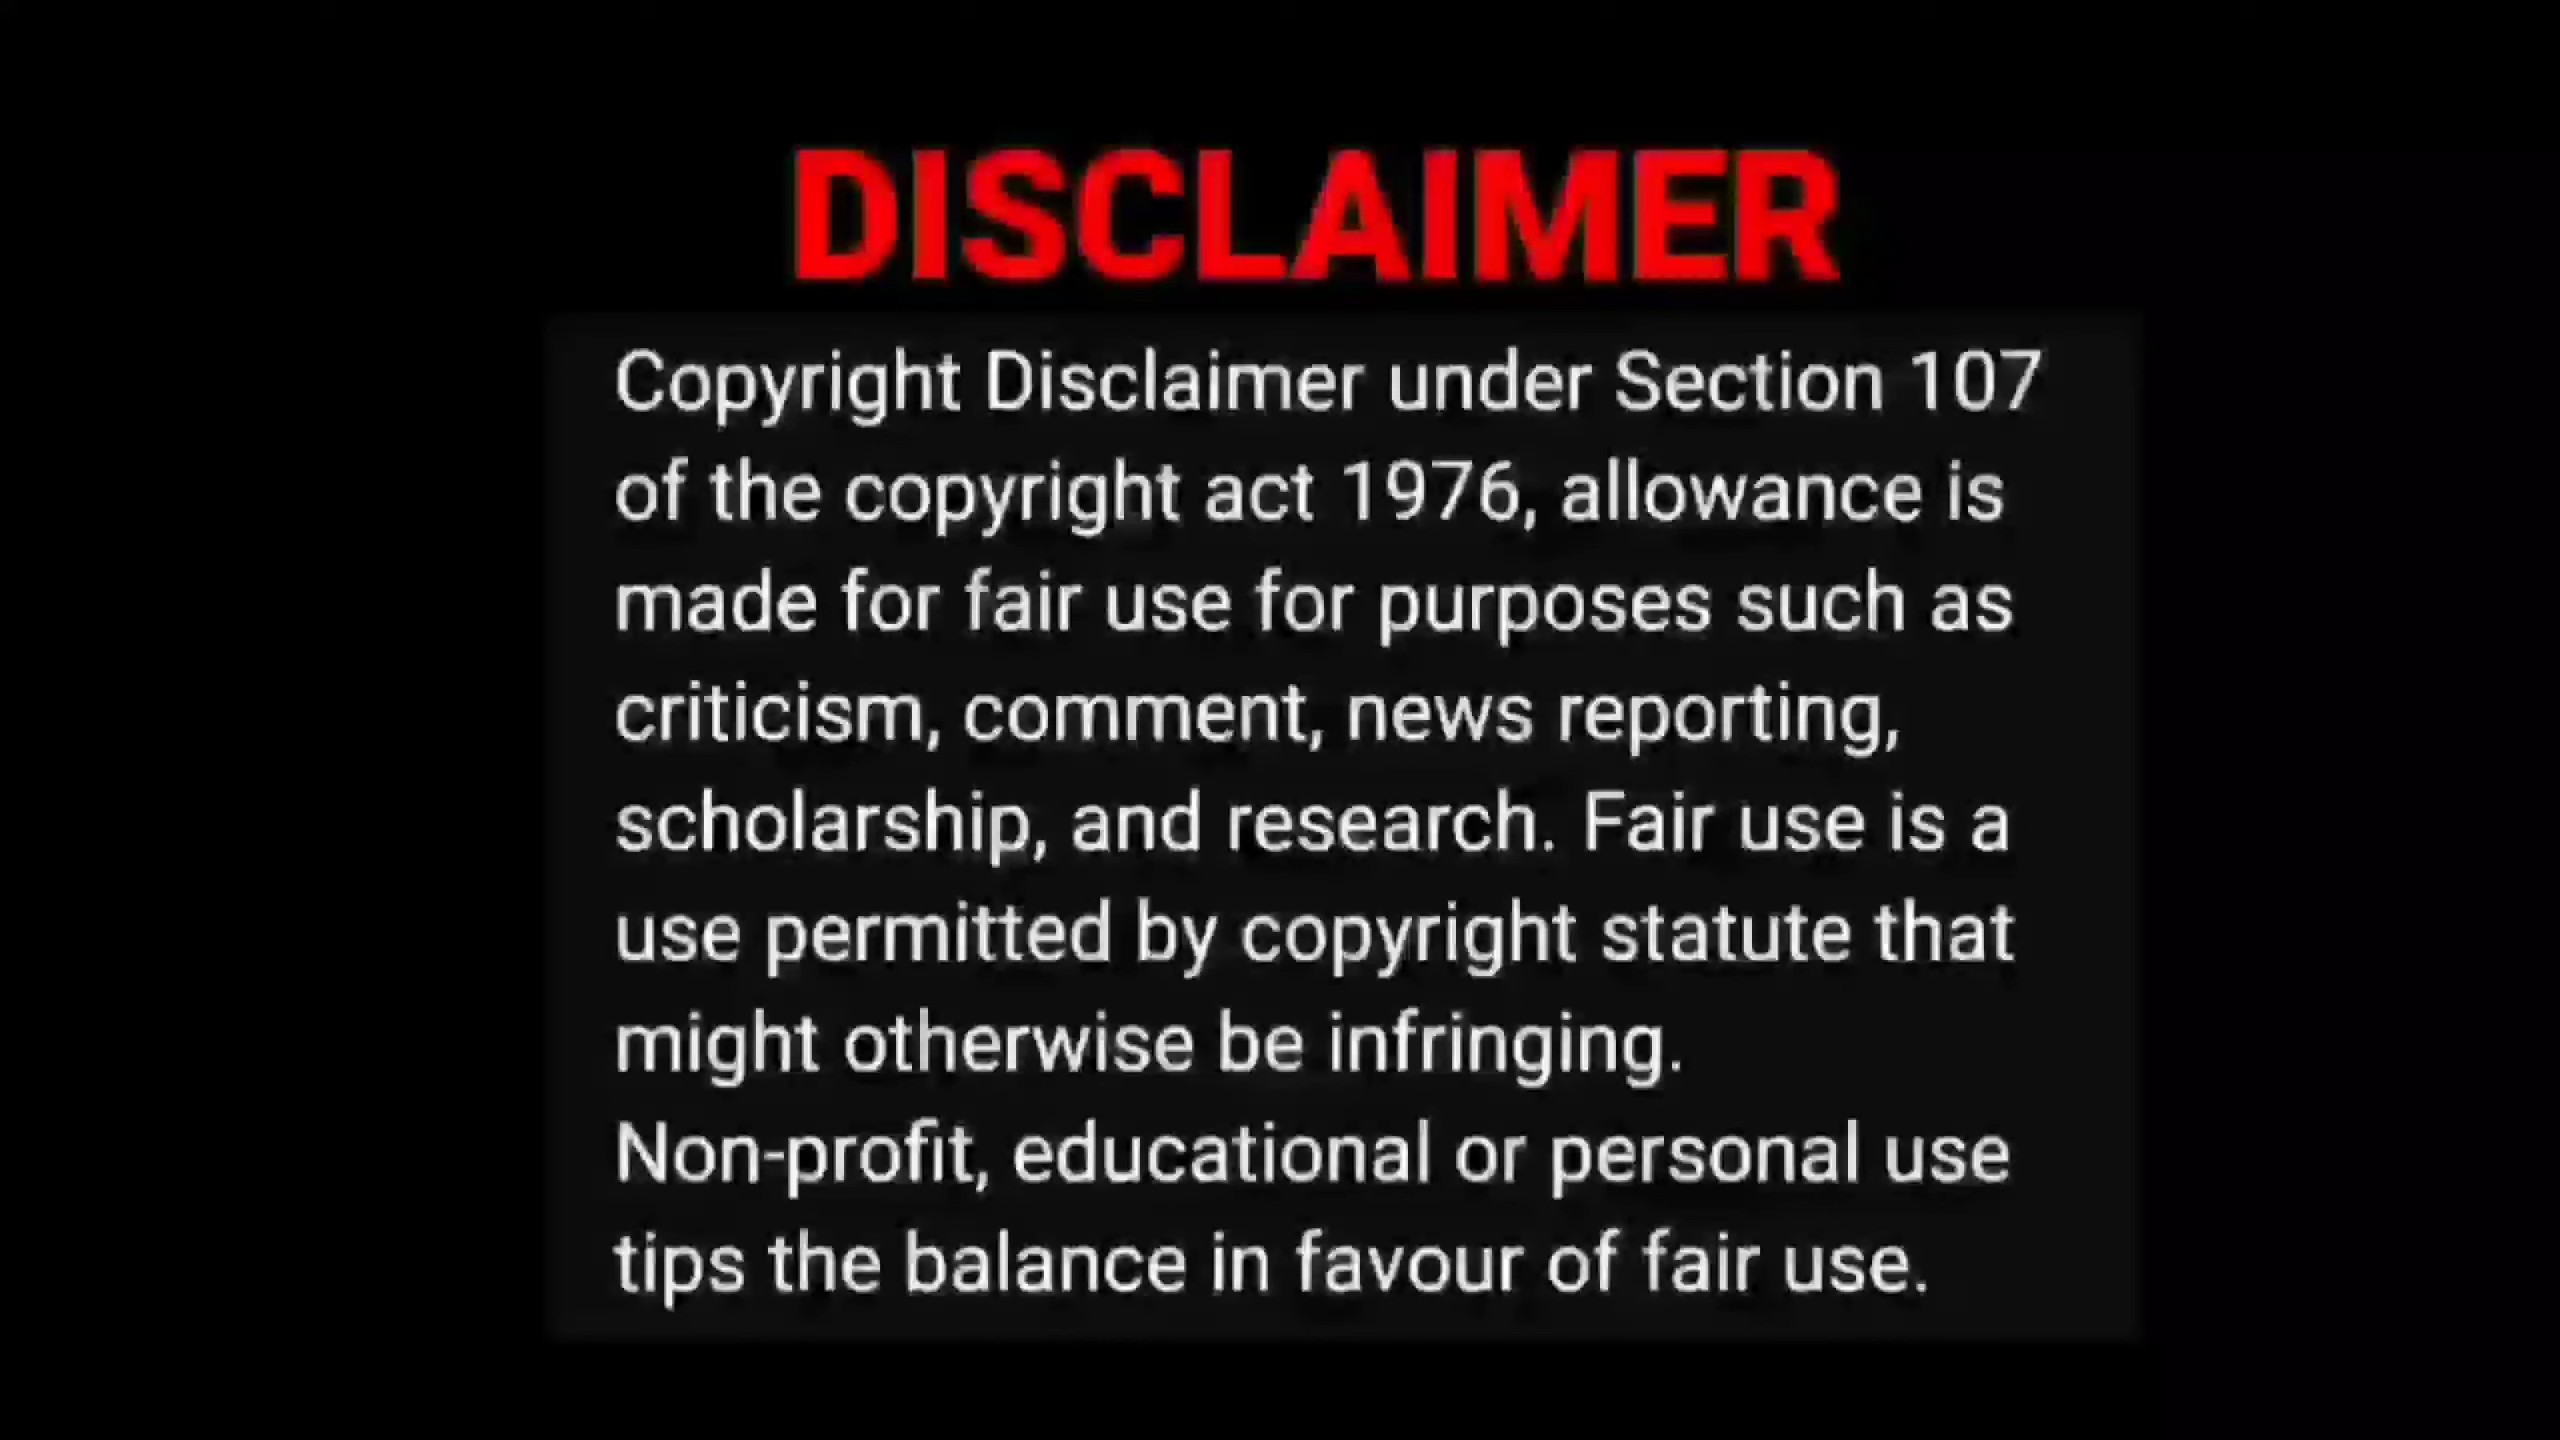 DISCLAIMER
Copyright Disclaimer under Section 107
of the copyright act 1976, allowance is
made for fair use for purposes such as
criticism, comment, news reporting,
scholarship, and research. Fair use is a
use permitted by copyright statute that
might otherwise be infringing.
Non-profit, educational or personal use
tips the balance in favour of fair use.